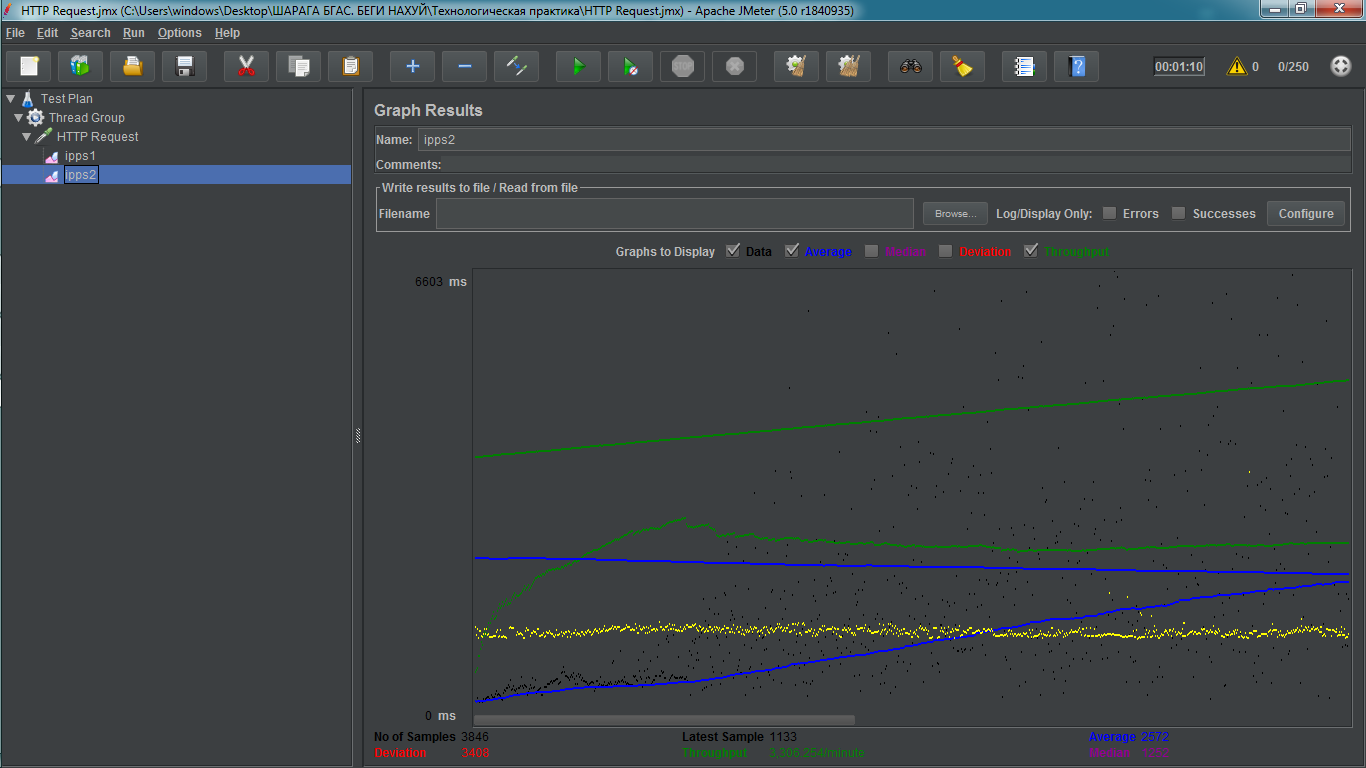 HTTP Request.jmx (C:\Users\windows\Desktop\ШАРАГА БГАС. БЕГИ НАХУЙ\Технологическая практика\HTTP Request.jmx) - Apache JMeter (5.0 r1840935)
File Edit Search Run Options Help
STOP 00:01:10 0 0/250
Test Plan
Thread Group
HTTP Request
ipps1
ipps2
Graph Results
Name: ipps2
Comments:
Write results to file / Read from file
Filename Browse... Log/Display Only: Errors Successes Configure
Graphs to Display Data Average Median Deviation Throughput
6603 ms
0 ms
No of Samples 3846 Latest Sample 1133 Average 2572
Deviation 3408 Throughput 3,306.254/minute Median